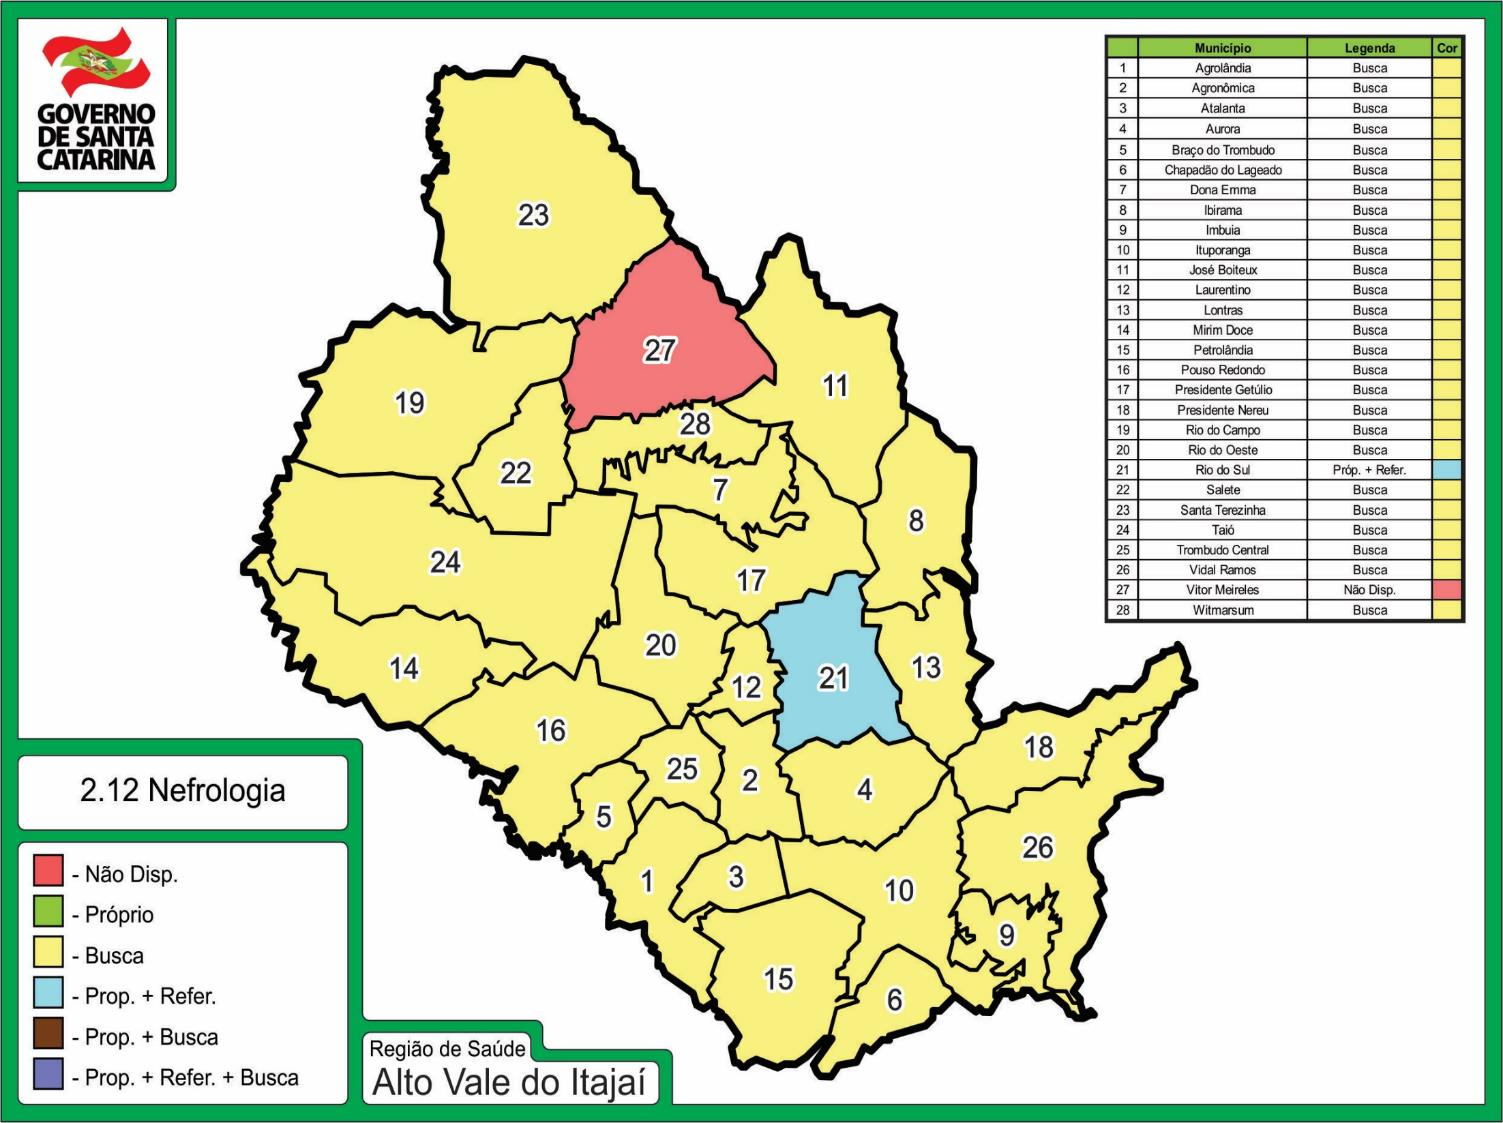 GOVERNO
DE SANTA
CATARINA
Município Legenda Cor
1 Agrolândia Busca
2 Agronômica Busca
3 Atalanta Busca
4 Aurora Busca
5 Braço do Trombudo Busca
6 Chapadão do Lageado Busca
7 Dona Emma Busca
8 Ibirama Busca
9 Imbuia Busca
10 Ituporanga Busca
11 José Boiteux Busca
12 Laurentino Busca
13 Lontras Busca
14 Mirim Doce Busca
15 Petrolândia Busca
16 Pouso Redondo Busca
17 Presidente Getúlio Busca
18 Presidente Nereu Busca
19 Rio do Campo Busca
20 Rio do Oeste Busca
21 Rio do Sul Próp. + Refer.
22 Salete Busca
23 Santa Terezinha Busca
24 Taió Busca
25 Trombudo Central Busca
26 Vidal Ramos Busca
27 Vitor Meireles Não Disp.
28 Witmarsum Busca
23
27
11
19
28
22
7
8
24
17
20
14
13
21
12
16
18
25
2
4
5
26
3
1
10
9
15
6
2.12 Nefrologia
- Não Disp.
- Próprio
- Busca
- Prop. + Refer.
- Prop. + Busca
- Prop. + Refer. + Busca
Região de Saúde
Alto Vale do Itajaí